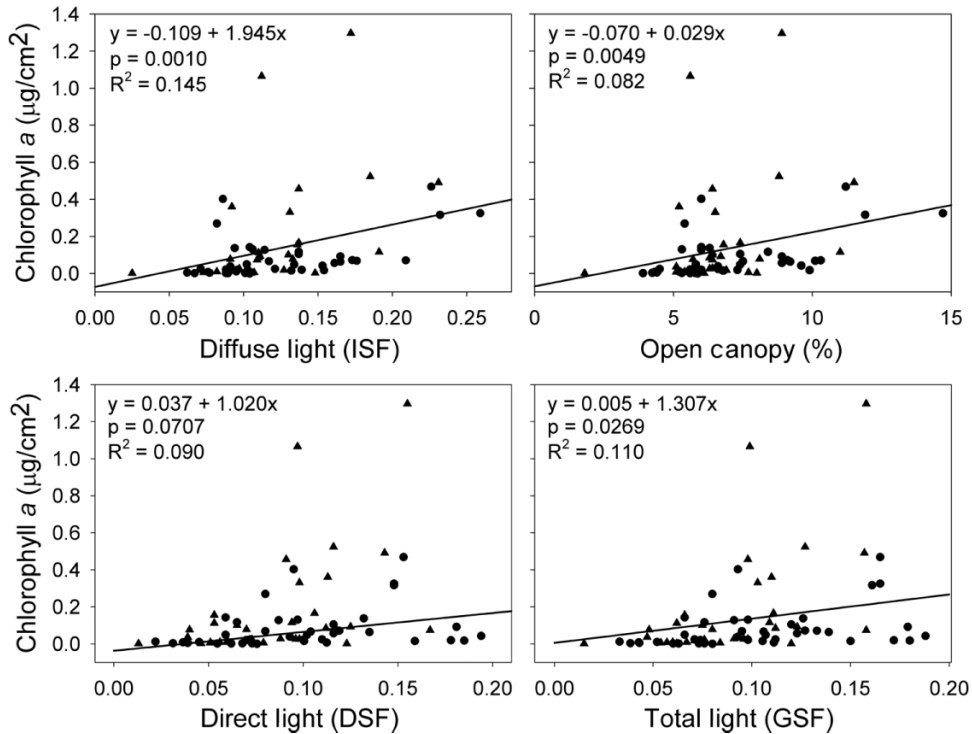 1.4
1.2
1.0
0.8
0.6
0.4
0.2
0.0
Chlorophyll a (µg/cm²)
y = -0.109 + 1.945x
p = 0.0010
R² = 0.145
0.00 0.05 0.10 0.15 0.20 0.25
Diffuse light (ISF)
y = -0.070 + 0.029x
p = 0.0049
R² = 0.082
0 5 10 15
Open canopy (%)
1.4
1.2
1.0
0.8
0.6
0.4
0.2
0.0
Chlorophyll a (µg/cm²)
y = 0.037 + 1.020x
p = 0.0707
R² = 0.090
0.00 0.05 0.10 0.15 0.20
Direct light (DSF)
y = 0.005 + 1.307x
p = 0.0269
R² = 0.110
0.00 0.05 0.10 0.15 0.20
Total light (GSF)